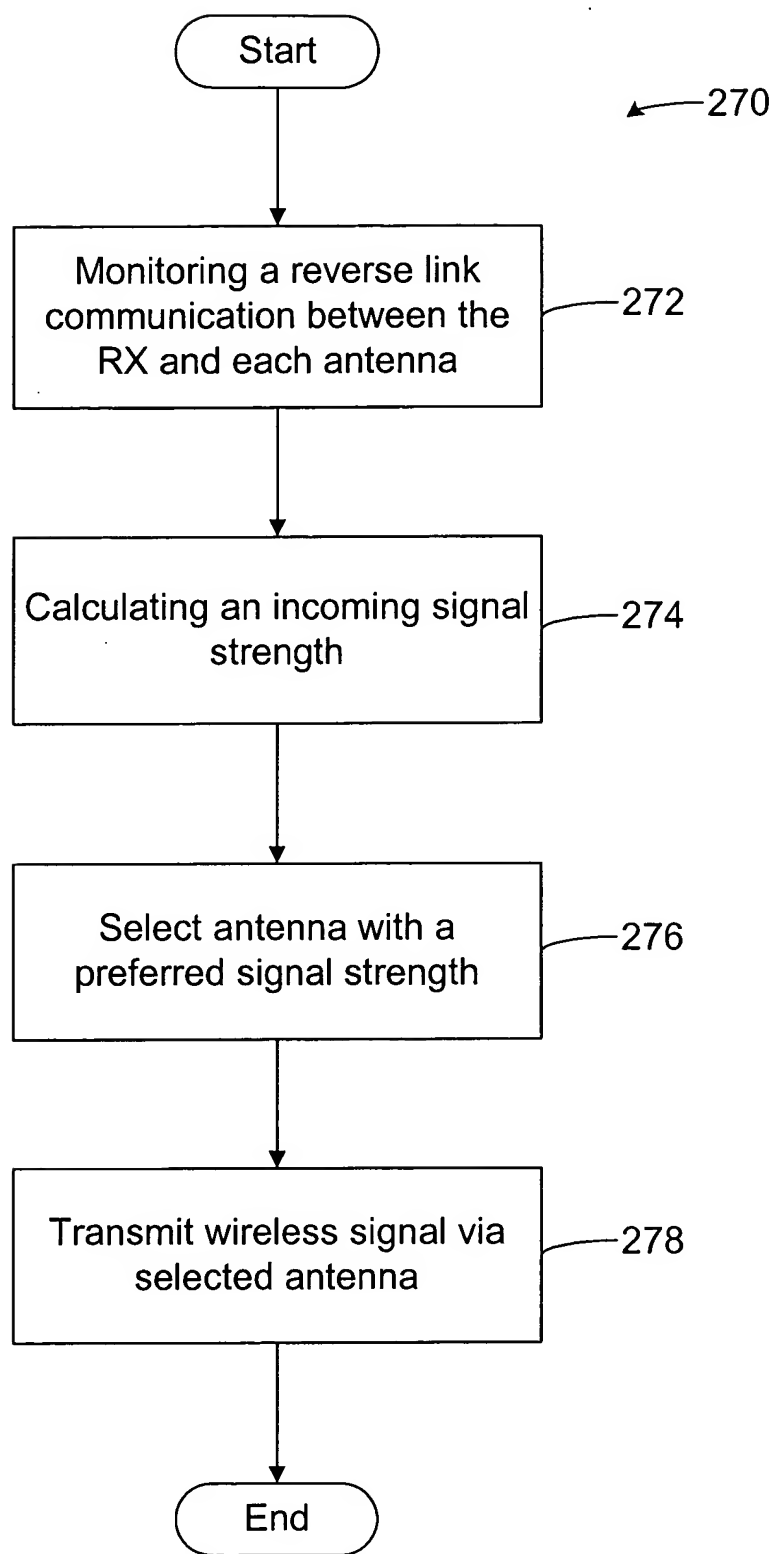 Start
270
Monitoring a reverse link
communication between the
RX and each antenna
272
Calculating an incoming signal
strength
274
Select antenna with a
preferred signal strength
276
Transmit wireless signal via
selected antenna
278
End